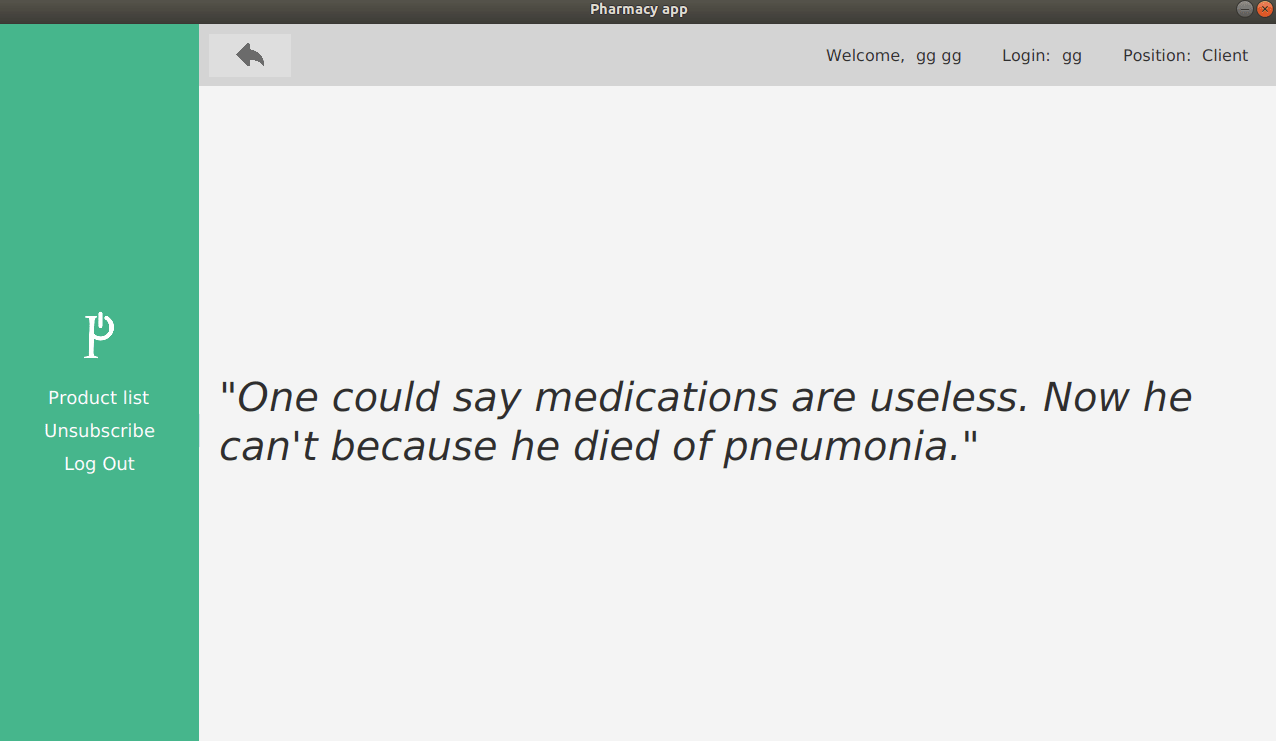 Pharmacy app
Welcome, gg gg Login: gg Position: Client
Product list
Unsubscribe
Log Out
"One could say medications are useless. Now he
can't because he died of pneumonia."